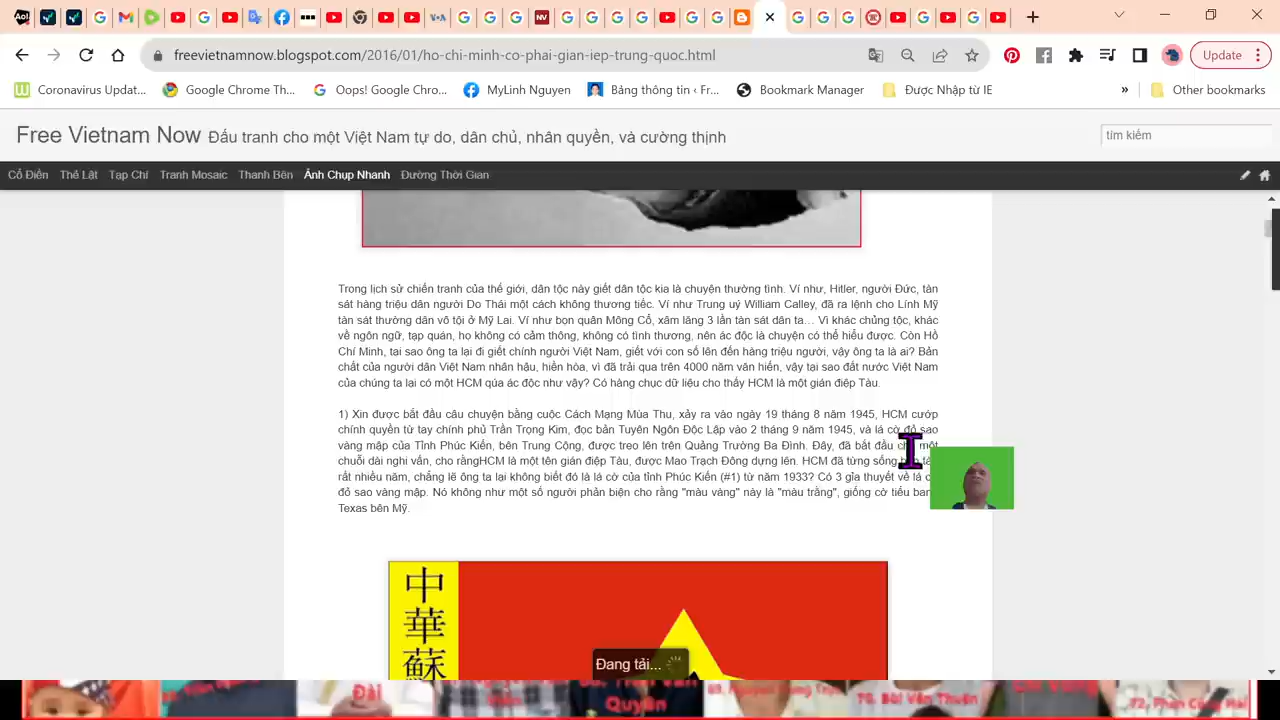 freevietnamnow.blogspot.com/2016/01/ho-chi-minh-co-phai-gian-iep-trung-quoc.html
Update
Coronavirus Updat...
Google Chrome Th...
Oops! Google Chro...
MyLinh Nguyen
Bảng thông tin ‹ Fr...
Bookmark Manager
Được Nhập từ IE
»
Other bookmarks
Free Vietnam Now Đấu tranh cho một Việt Nam tự do, dân chủ, nhân quyền, và cường thịnh
tìm kiếm
Cổ Điển Thẻ Lật Tạp Chí Tranh Mosaic Thanh Bên Ảnh Chụp Nhanh Đường Thời Gian
Trong lịch sử chiến tranh của thế giới, dân tộc này giết dân tộc kia là chuyện thường tình. Ví như, Hitler, người Đức, tàn
sát hàng triệu dân người Do Thái một cách không thương tiếc. Ví như Trung uý William Calley, đã ra lệnh cho Lính Mỹ
tàn sát thường dân vô tội ở Mỹ Lai. Ví như bọn quân Mông Cổ, xâm lăng 3 lần tàn sát dân ta... Vì khác chủng tộc, khác
về ngôn ngữ, tạp quán, họ không có cảm thông, không có tình thương, nên ác độc là chuyện có thể hiểu được. Còn Hồ
Chí Minh, tại sao ông ta lại đi giết chính người Việt Nam, giết với con số lên đến hàng triệu người, vậy ông ta là ai? Bản
chất của người dân Việt Nam nhân hậu, hiền hòa, vì đã trải qua trên 4000 năm văn hiến, vậy tại sao đất nước Việt Nam
của chúng ta lại có một HCM qúa ác độc như vậy? Có hàng chục dữ liệu cho thấy HCM là một gián điệp Tàu.
1) Xin được bắt đầu câu chuyện bằng cuộc Cách Mạng Mùa Thu, xảy ra vào ngày 19 tháng 8 năm 1945, HCM cướp
chính quyền từ tay chính phủ Trần Trọng Kim, đọc bản Tuyên Ngôn Độc Lập vào 2 tháng 9 năm 1945, và lá cờ đỏ sao
vàng mập của Tỉnh Phúc Kiến, bên Trung Cộng, được treo lên trên Quảng Trường Ba Đình. Đây, đã bắt đầu một
chuỗi dài nghi vấn, cho rằngHCM là một tên gián điệp Tàu, được Mao Trạch Đông dựng lên. HCM đã từng sống
rất nhiều năm, chẳng lẽ ông ta lại không biết đó là lá cờ của tỉnh Phúc Kiến (#1) từ năm 1933? Có 3 gỉa thuyết về lá
đỏ sao vàng mập. Nó không như một số người phản biện cho rằng "màu vàng" này là "màu trắng", giống cờ tiểu ban
Texas bên Mỹ.
中華蘇
Đang tải...
Đài
Quyền
70. Bùi Văn Thuận